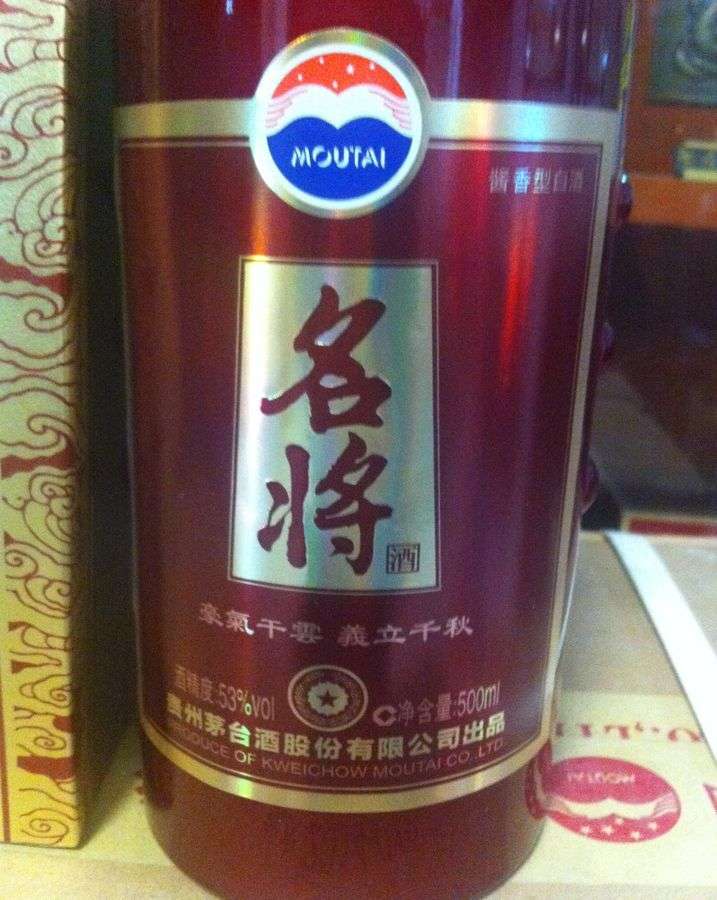 MOUTAI
酱香型白酒
名将
酒
豪氣干雲 義立千秋
酒精度:53%vol
净含量:500ml
贵州茅台酒股份有限公司出品
PRODUCE OF KWEICHOW MOUTAI CO.,LTD.
MOUTAI